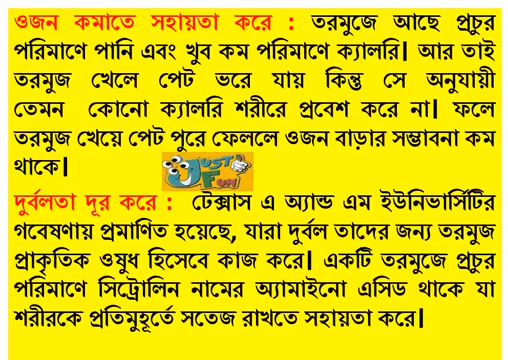 ওজন কমাতে সহায়তা করে : তরমুজে আছে প্রচুর
পরিমাণে পানি এবং খুব কম পরিমাণে ক্যালরি। আর তাই
তরমুজ খেলে পেট ভরে যায় কিন্তু সে অনুযায়ী
তেমন কোনো ক্যালরি শরীরে প্রবেশ করে না। ফলে
তরমুজ খেয়ে পেট পুরে ফেললে ওজন বাড়ার সম্ভাবনা কম
থাকে।
JUST Fun
দুর্বলতা দূর করে : টেক্সাস এ অ্যান্ড এম ইউনিভার্সিটির
গবেষণায় প্রমাণিত হয়েছে, যারা দুর্বল তাদের জন্য তরমুজ
প্রাকৃতিক ওষুধ হিসেবে কাজ করে। একটি তরমুজে প্রচুর
পরিমাণে সিট্রোলিন নামের অ্যামাইনো এসিড থাকে যা
শরীরকে প্রতিমুহূর্তে সতেজ রাখতে সহায়তা করে।